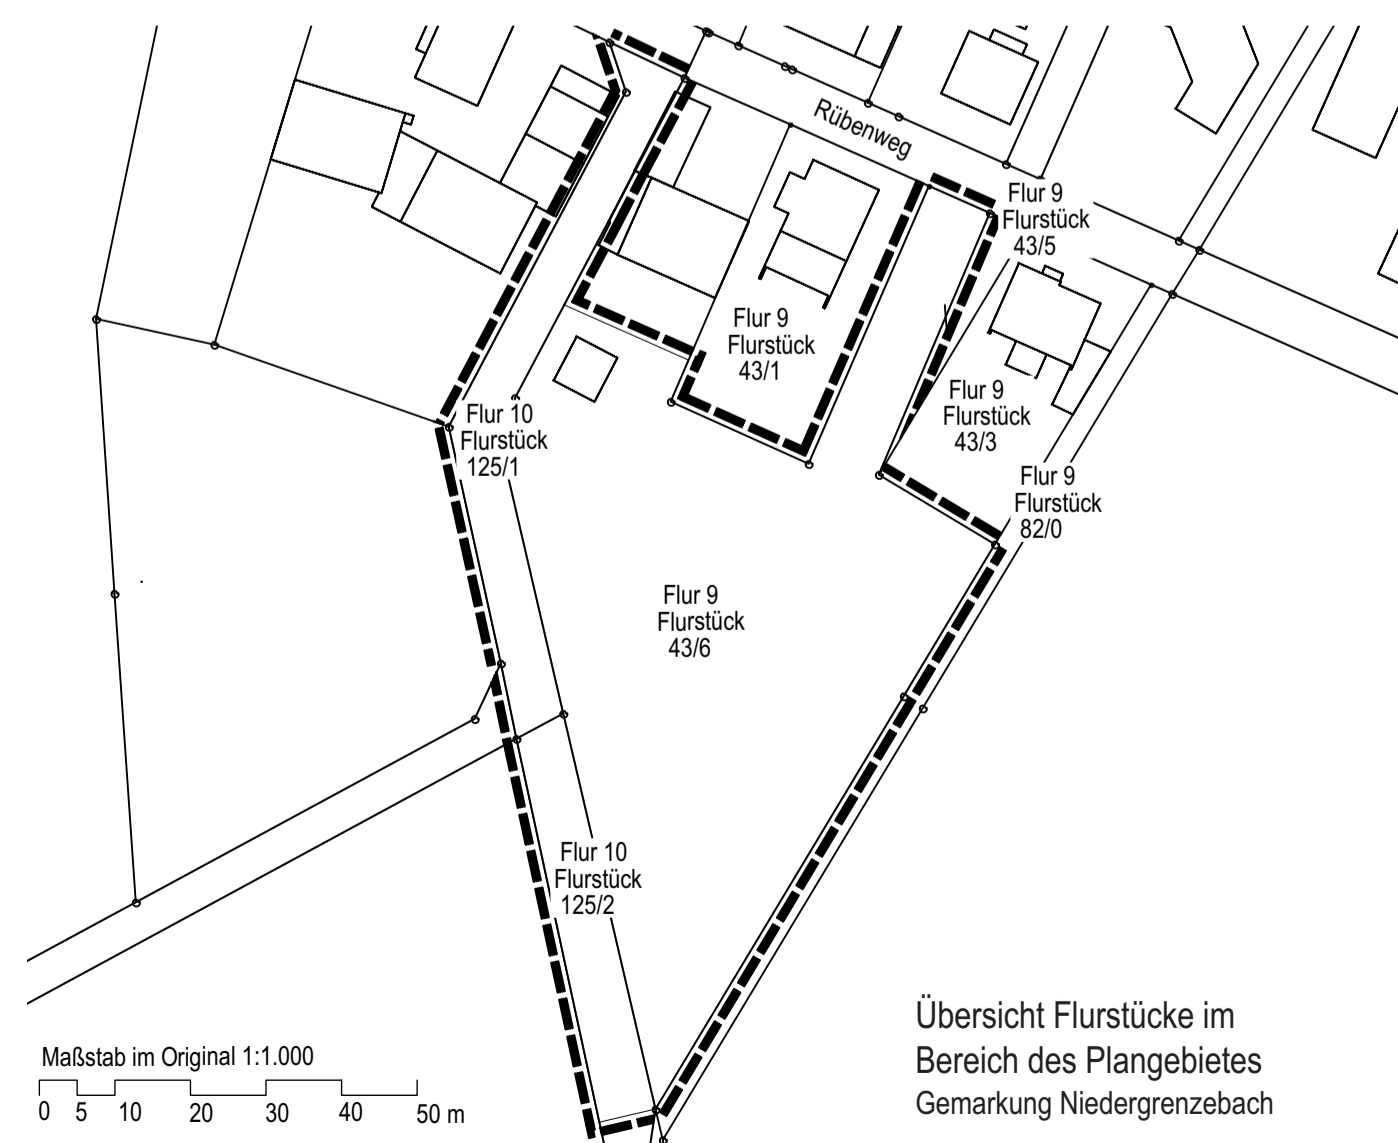 Rübenweg
Flur 9
Flurstück
43/5
Flur 9
Flurstück
43/1
Flur 9
Flurstück
43/3
Flur 10
Flurstück
125/1
Flur 9
Flurstück
82/0
Flur 9
Flurstück
43/6
Flur 10
Flurstück
125/2
Übersicht Flurstücke im
Bereich des Plangebietes
Gemarkung Niedergrenzebach
Maßstab im Original 1:1.000
0 5 10 20 30 40 50 m